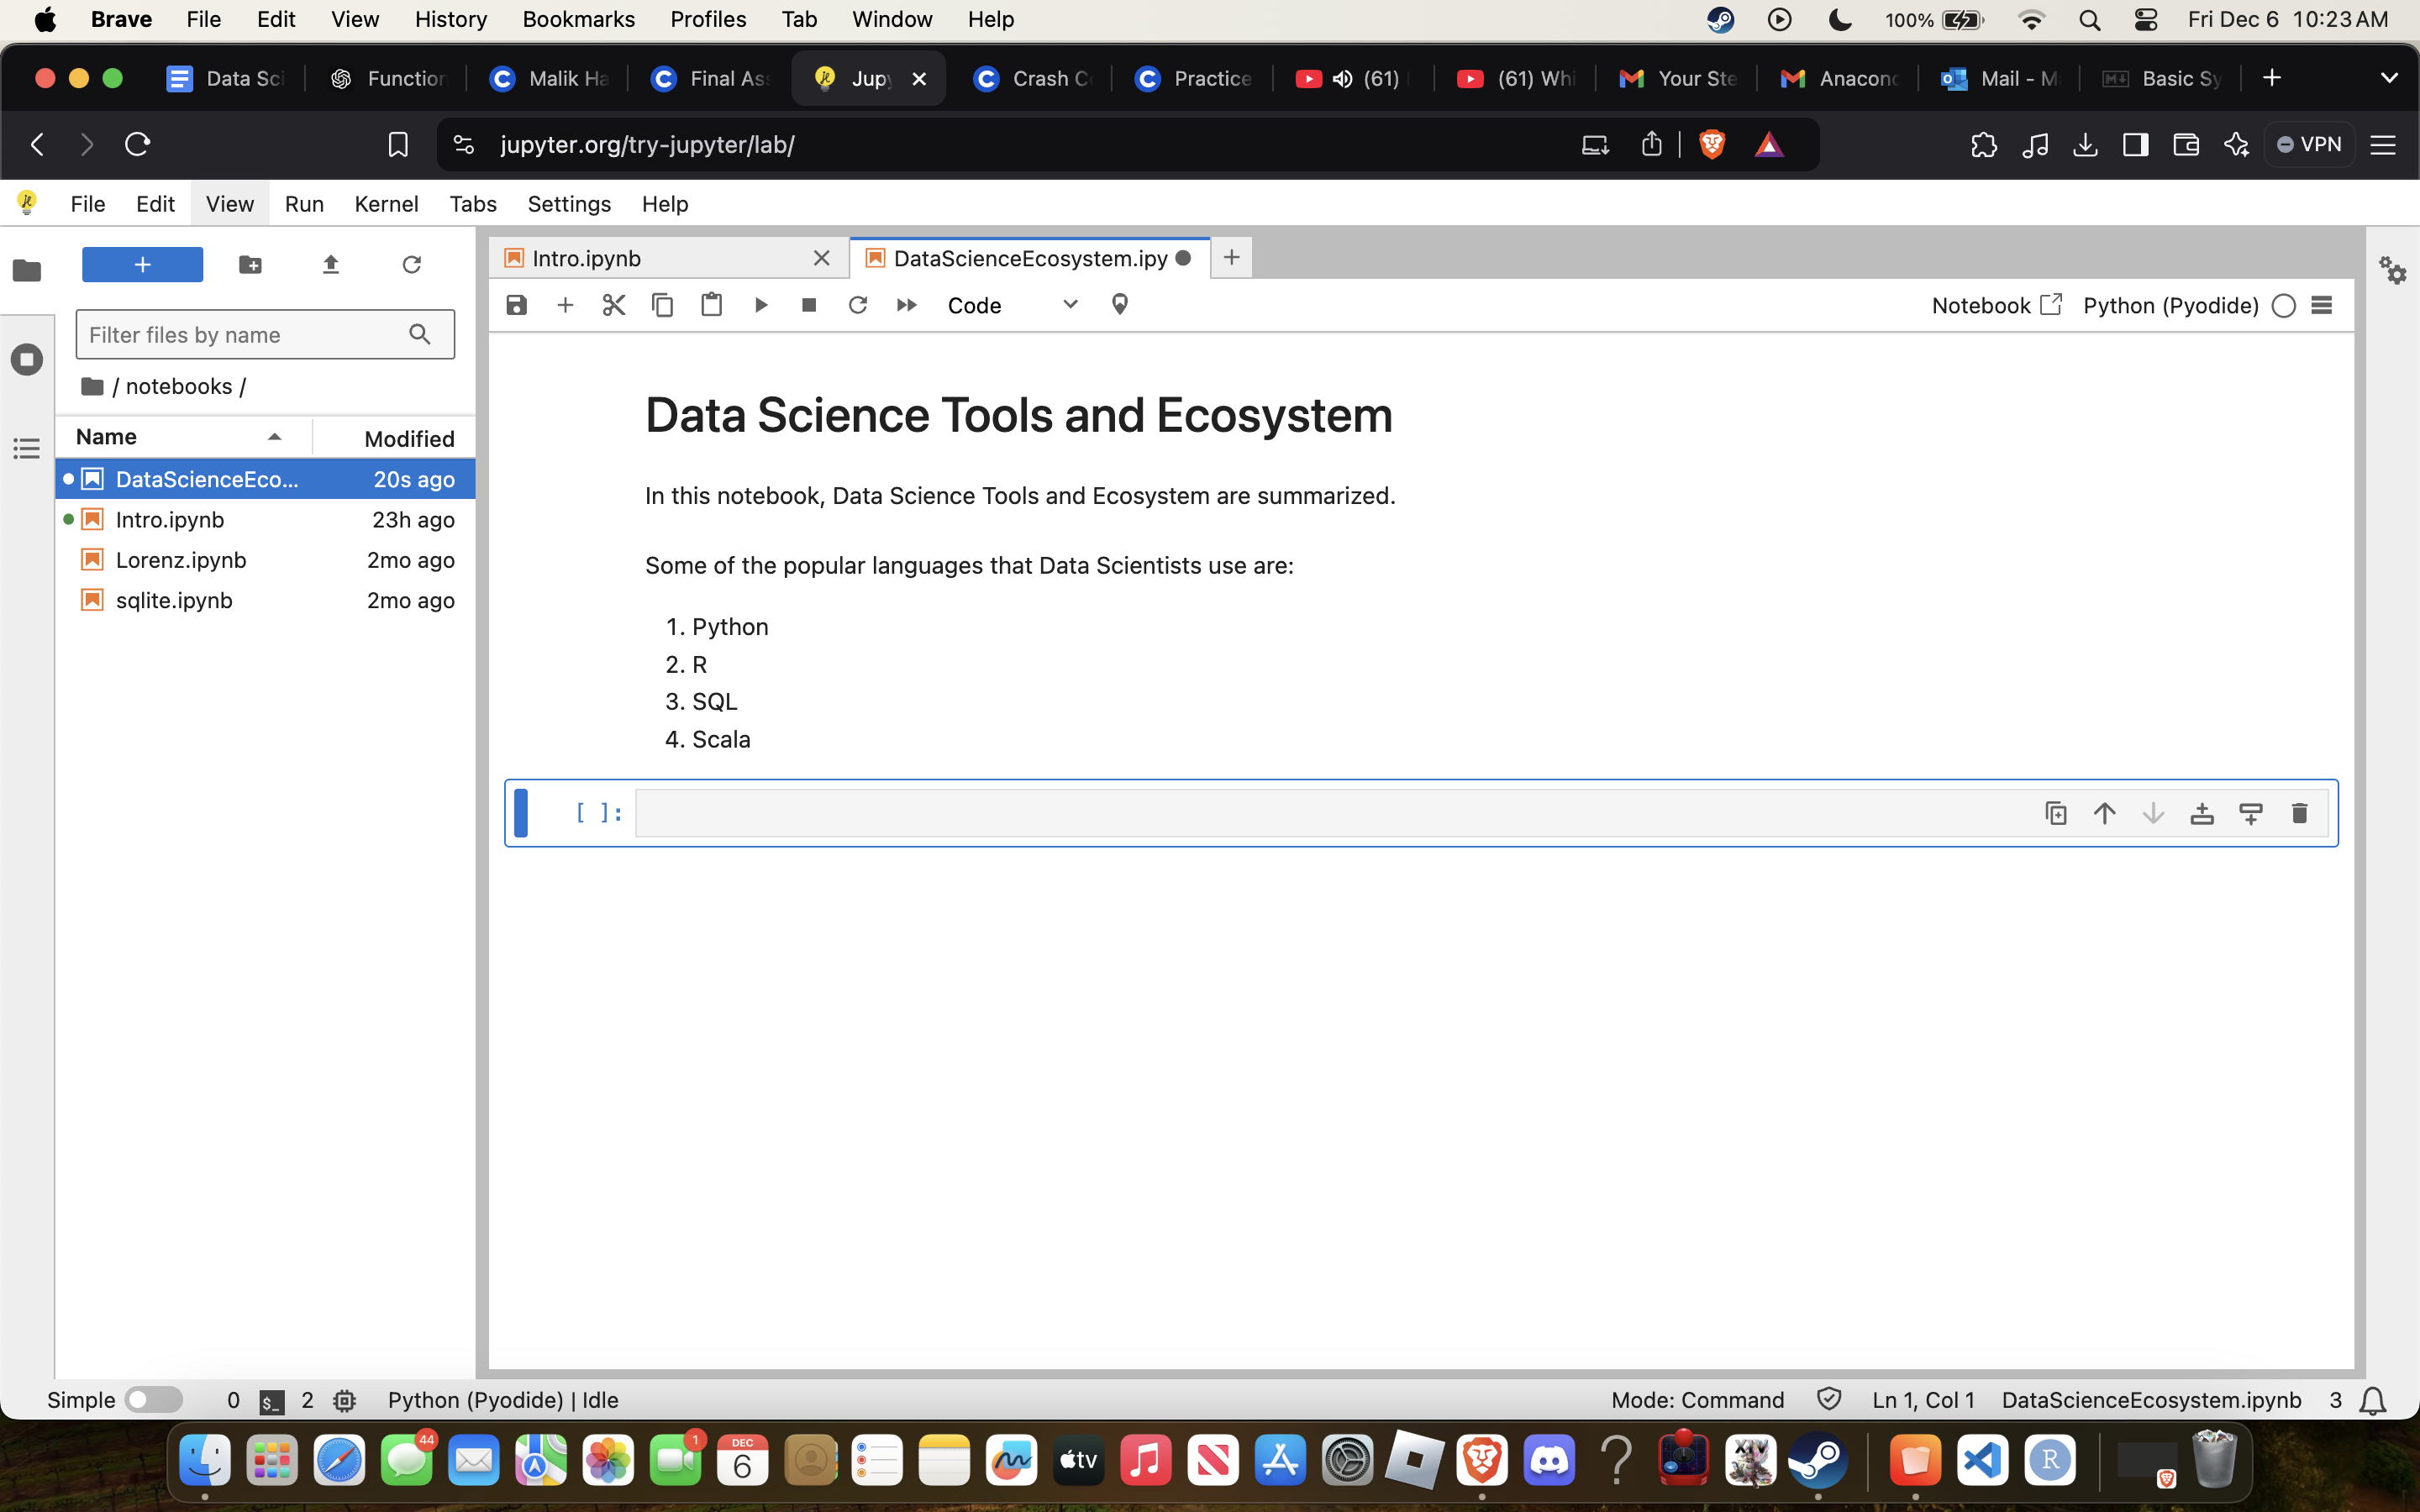 Brave File Edit View History Bookmarks Profiles Tab Window Help 100% Fri Dec 6 10:23 AM
Data Sci Function Malik Ha Final Ass Jup Crash C Practice (61) (61) Whi Your Ste Anacond Mail - M Basic Sy
jupyter.org/try-jupyter/lab/ VPN
File Edit View Run Kernel Tabs Settings Help
Intro.ipynb DataScienceEcosystem.ipy
Code Notebook Python (Pyodide)
Filter files by name
/ notebooks /
Name Modified
DataScienceEco... 20s ago
Intro.ipynb 23h ago
Lorenz.ipynb 2mo ago
sqlite.ipynb 2mo ago
Data Science Tools and Ecosystem
In this notebook, Data Science Tools and Ecosystem are summarized.
Some of the popular languages that Data Scientists use are:
1. Python
2. R
3. SQL
4. Scala
[ ]:
Simple 0 $_ 2 Python (Pyodide) | Idle Mode: Command Ln 1, Col 1 DataScienceEcosystem.ipynb 3
44 1 DEC 6 tv XIV R